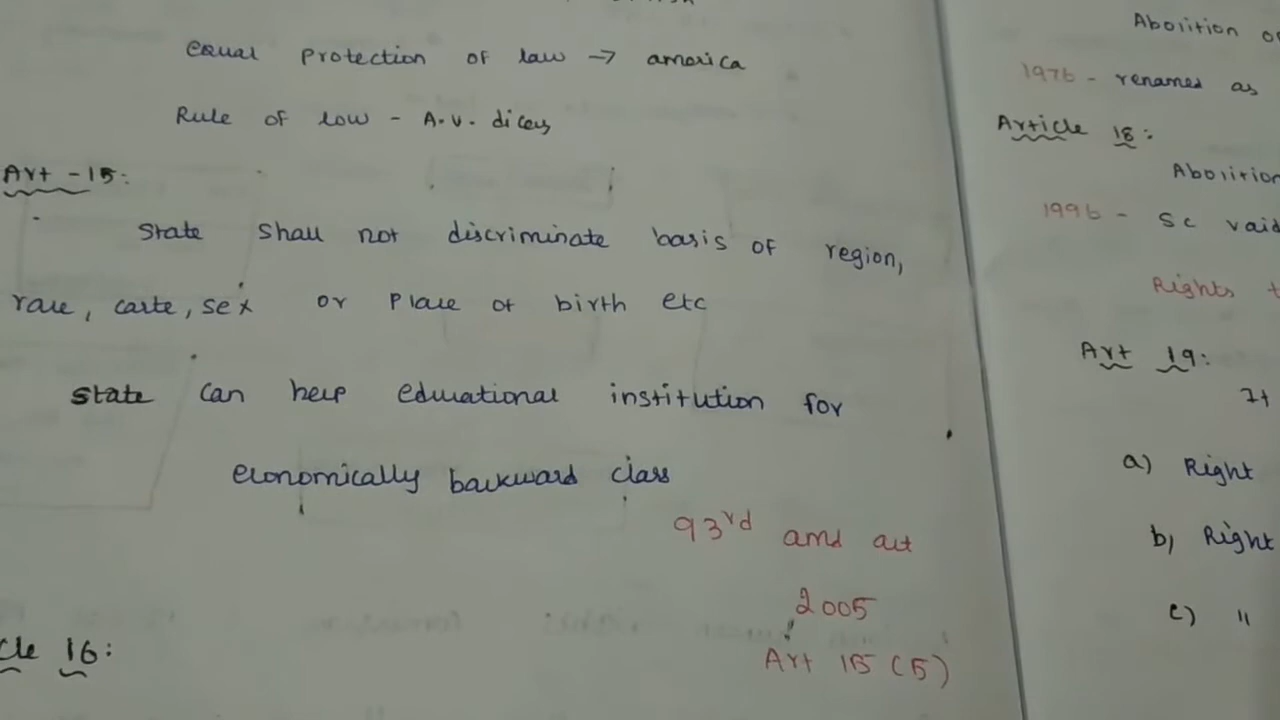 equal protection of law → america
Rule of low - A.V. dicey
Art - 15:
State shall not discriminate basis of region,
race, caste, sex or place of birth etc
state can help educational institution for
economically backward class
93rd amd act
2005
Art 15 (5)
cle 16:
Abolition
1976 - renamed as
Article 18:
Abolition
1996 - Sc vaid
Rights
Art 19:
It
a) Right
b) Right
c) "